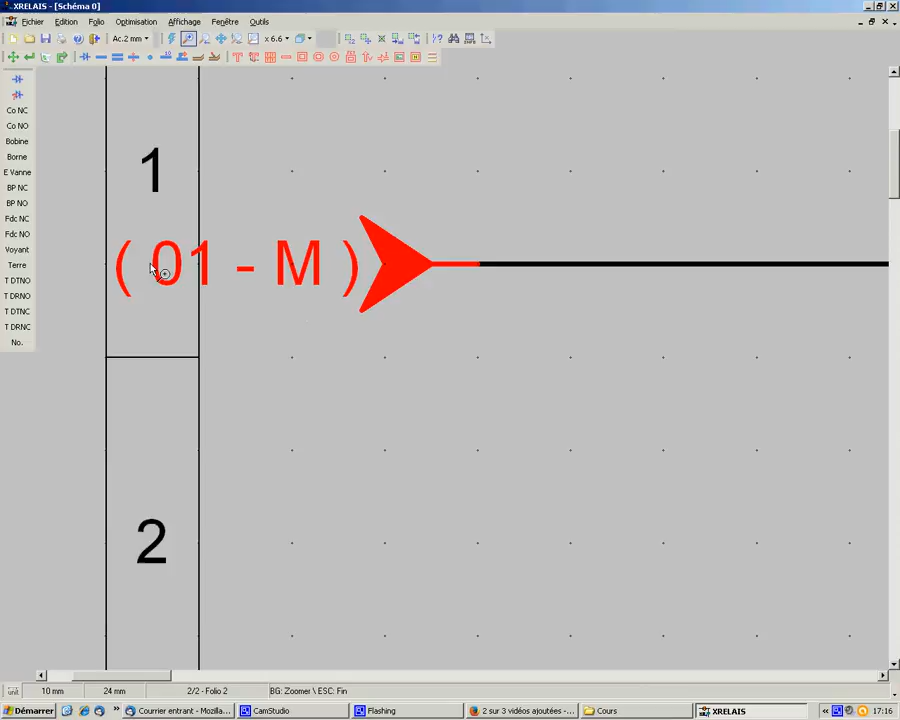 XRELAIS - [Schéma 0]
Fichier Edition Folio Optimisation Affichage Fenêtre Outils
Ac.2 mm x 6.6
Co NC
Co NO
Bobine
Borne
E Vanne
BP NC
BP NO
Fdc NC
Fdc NO
Voyant
Terre
T DTNO
T DRNO
T DTNC
T DRNC
No.
1
( 01 - M )
2
10 mm 24 mm 2/2 - Folio 2 BG: Zoomer \ ESC: Fin
Démarrer Courrier entrant - Mozilla... CamStudio Flashing 2 sur 3 vidéos ajoutées -... Cours XRELAIS 17:16